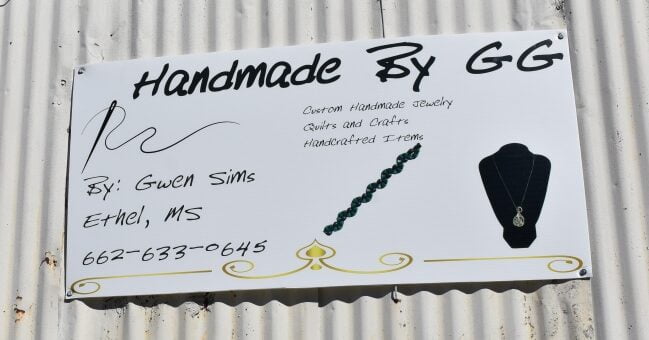 Handmade By GG
Custom Handmade Jewelry
Quilts and Crafts
Handcrafted Items
By: Gwen Sims
Ethel, MS
662-633-0645